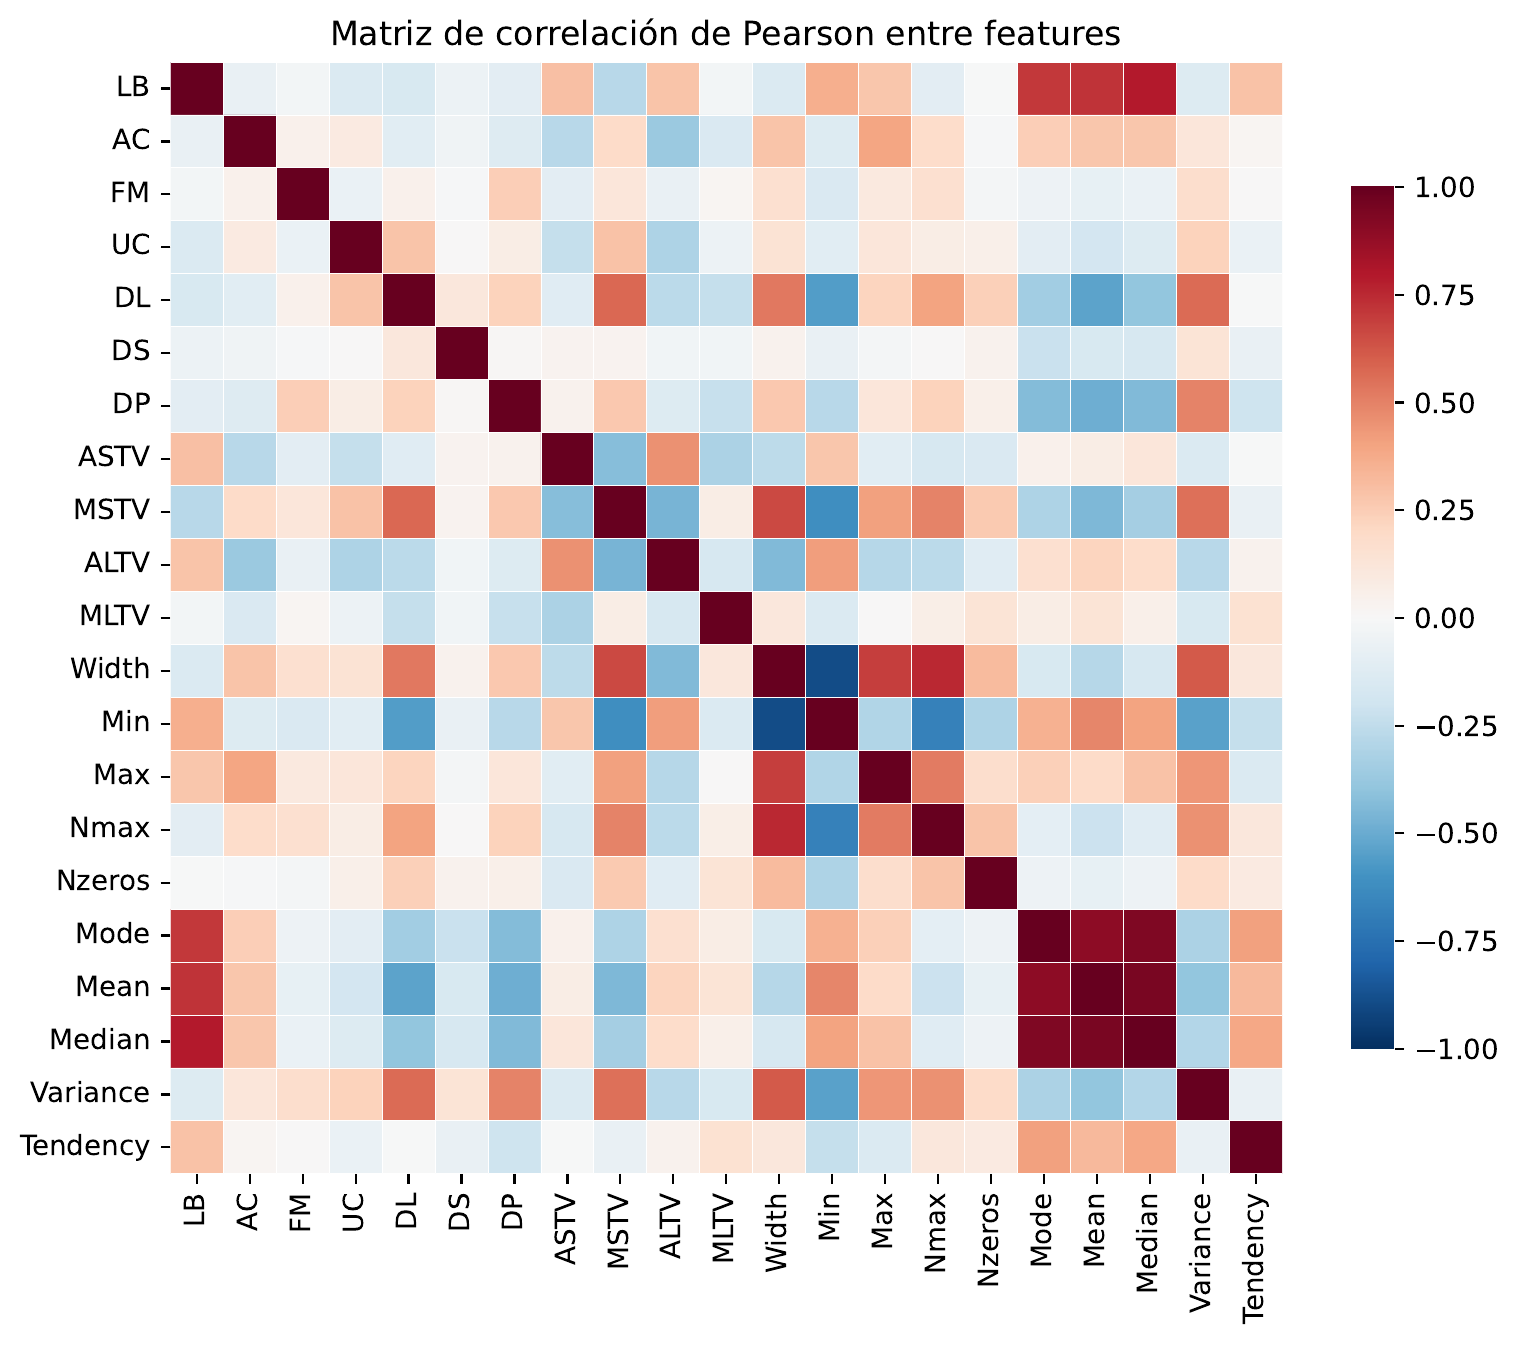 Matriz de correlación de Pearson entre features
LB
AC
FM
UC
DL
DS
DP
ASTV
MSTV
ALTV
MLTV
Width
Min
Max
Nmax
Nzeros
Mode
Mean
Median
Variance
Tendency
LB
AC
FM
UC
DL
DS
DP
ASTV
MSTV
ALTV
MLTV
Width
Min
Max
Nmax
Nzeros
Mode
Mean
Median
Variance
Tendency
1.00
0.75
0.50
0.25
0.00
−0.25
−0.50
−0.75
−1.00